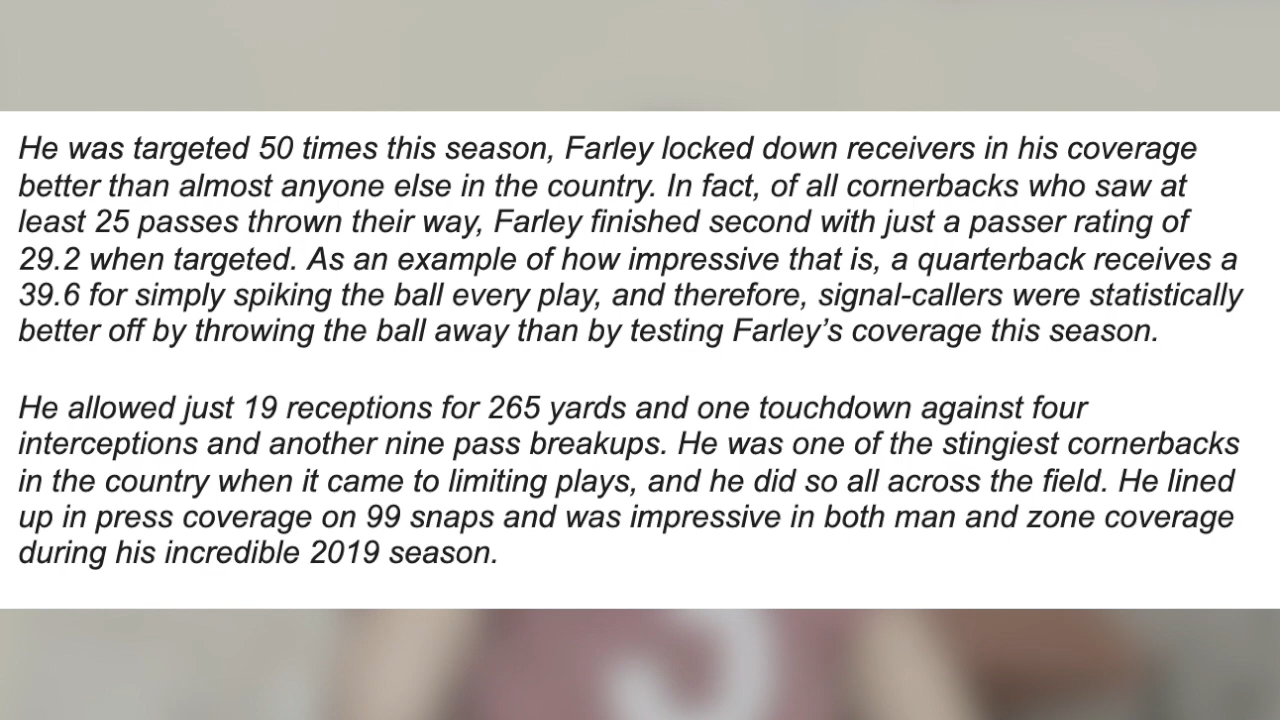 He was targeted 50 times this season, Farley locked down receivers in his coverage
better than almost anyone else in the country. In fact, of all cornerbacks who saw at
least 25 passes thrown their way, Farley finished second with just a passer rating of
29.2 when targeted. As an example of how impressive that is, a quarterback receives a
39.6 for simply spiking the ball every play, and therefore, signal-callers were statistically
better off by throwing the ball away than by testing Farley’s coverage this season.
He allowed just 19 receptions for 265 yards and one touchdown against four
interceptions and another nine pass breakups. He was one of the stingiest cornerbacks
in the country when it came to limiting plays, and he did so all across the field. He lined
up in press coverage on 99 snaps and was impressive in both man and zone coverage
during his incredible 2019 season.